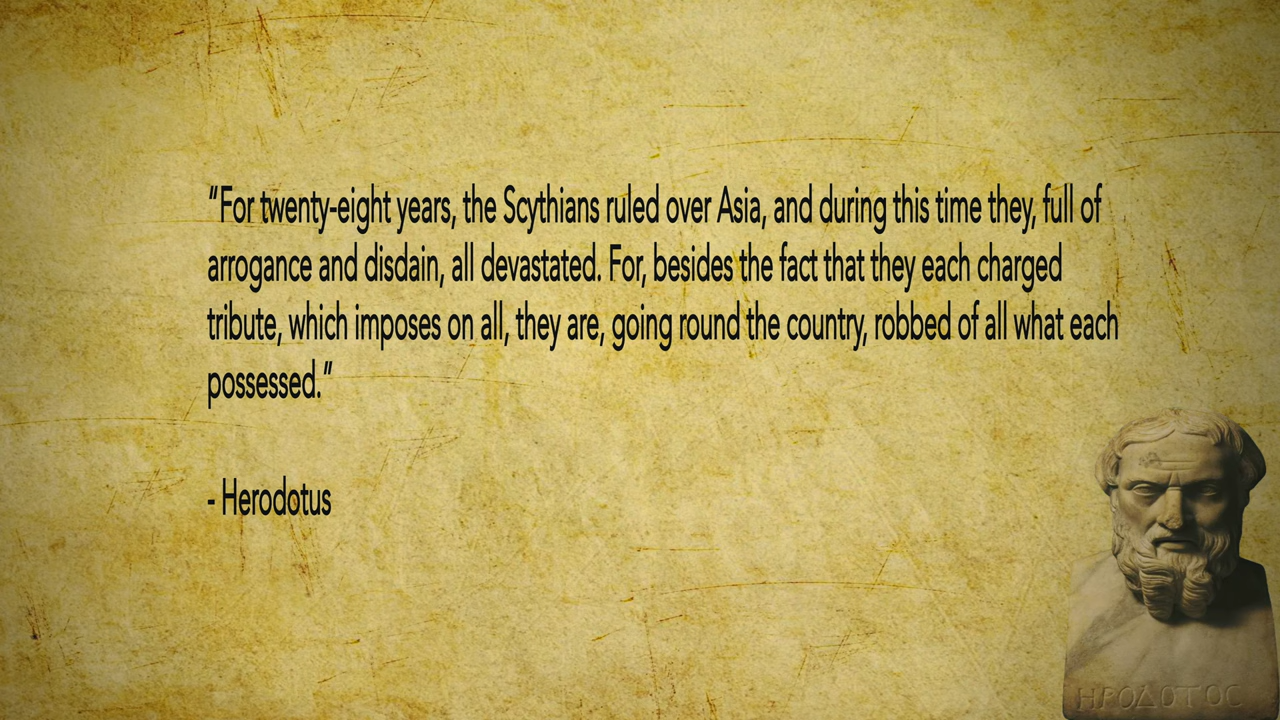 “For twenty-eight years, the Scythians ruled over Asia, and during this time they, full of
arrogance and disdain, all devastated. For, besides the fact that they each charged
tribute, which imposes on all, they are, going round the country, robbed of all what each
possessed.”
- Herodotus
ΗΡΟΔΟΤΟC